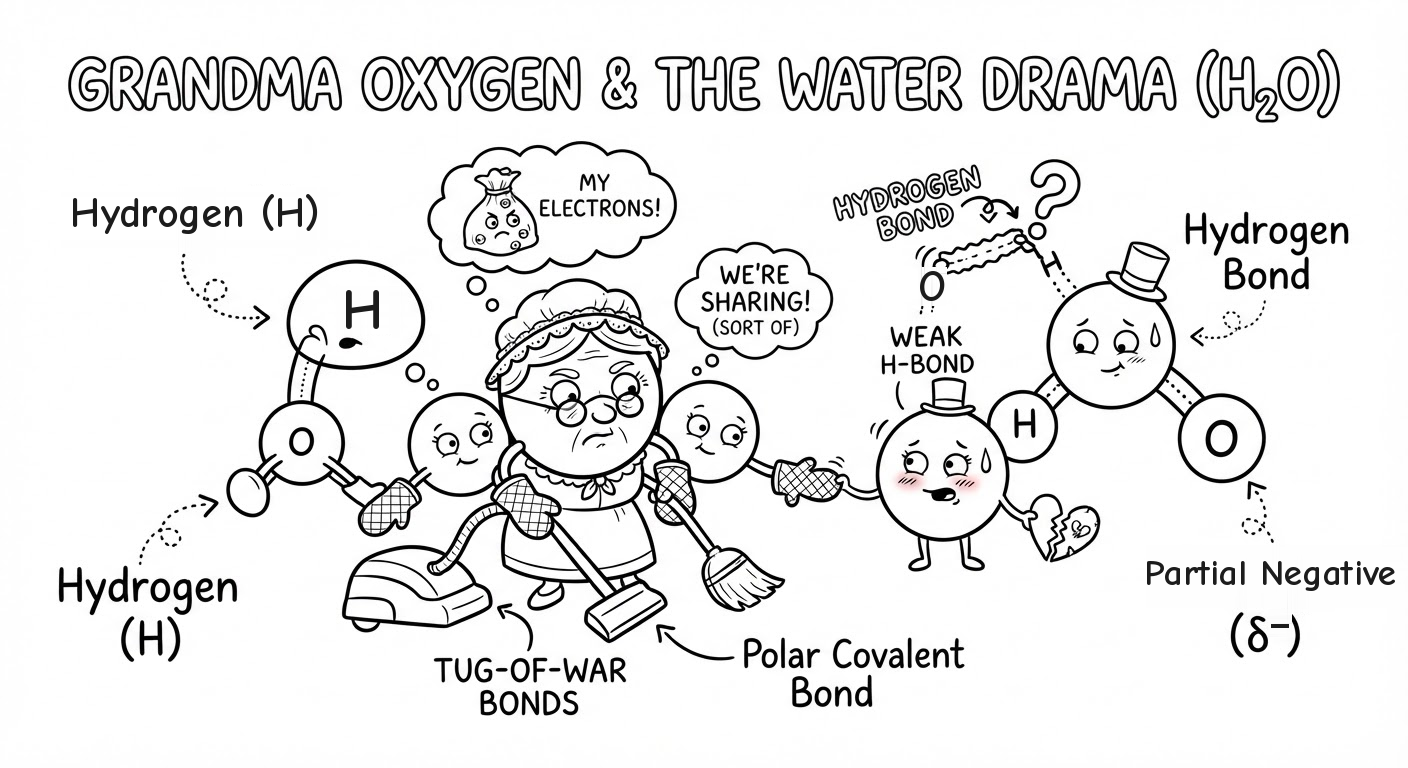 GRANDMA OXYGEN & THE WATER DRAMA (H₂O)
Hydrogen (H)
H
O
Hydrogen
(H)
MY
ELECTRONS!
WE'RE
SHARING!
(SORT OF)
TUG-OF-WAR
BONDS
Polar Covalent
Bond
HYDROGEN
BOND
?
O
H
WEAK
H-BOND
H
O
Hydrogen
Bond
Partial Negative
(δ⁻)